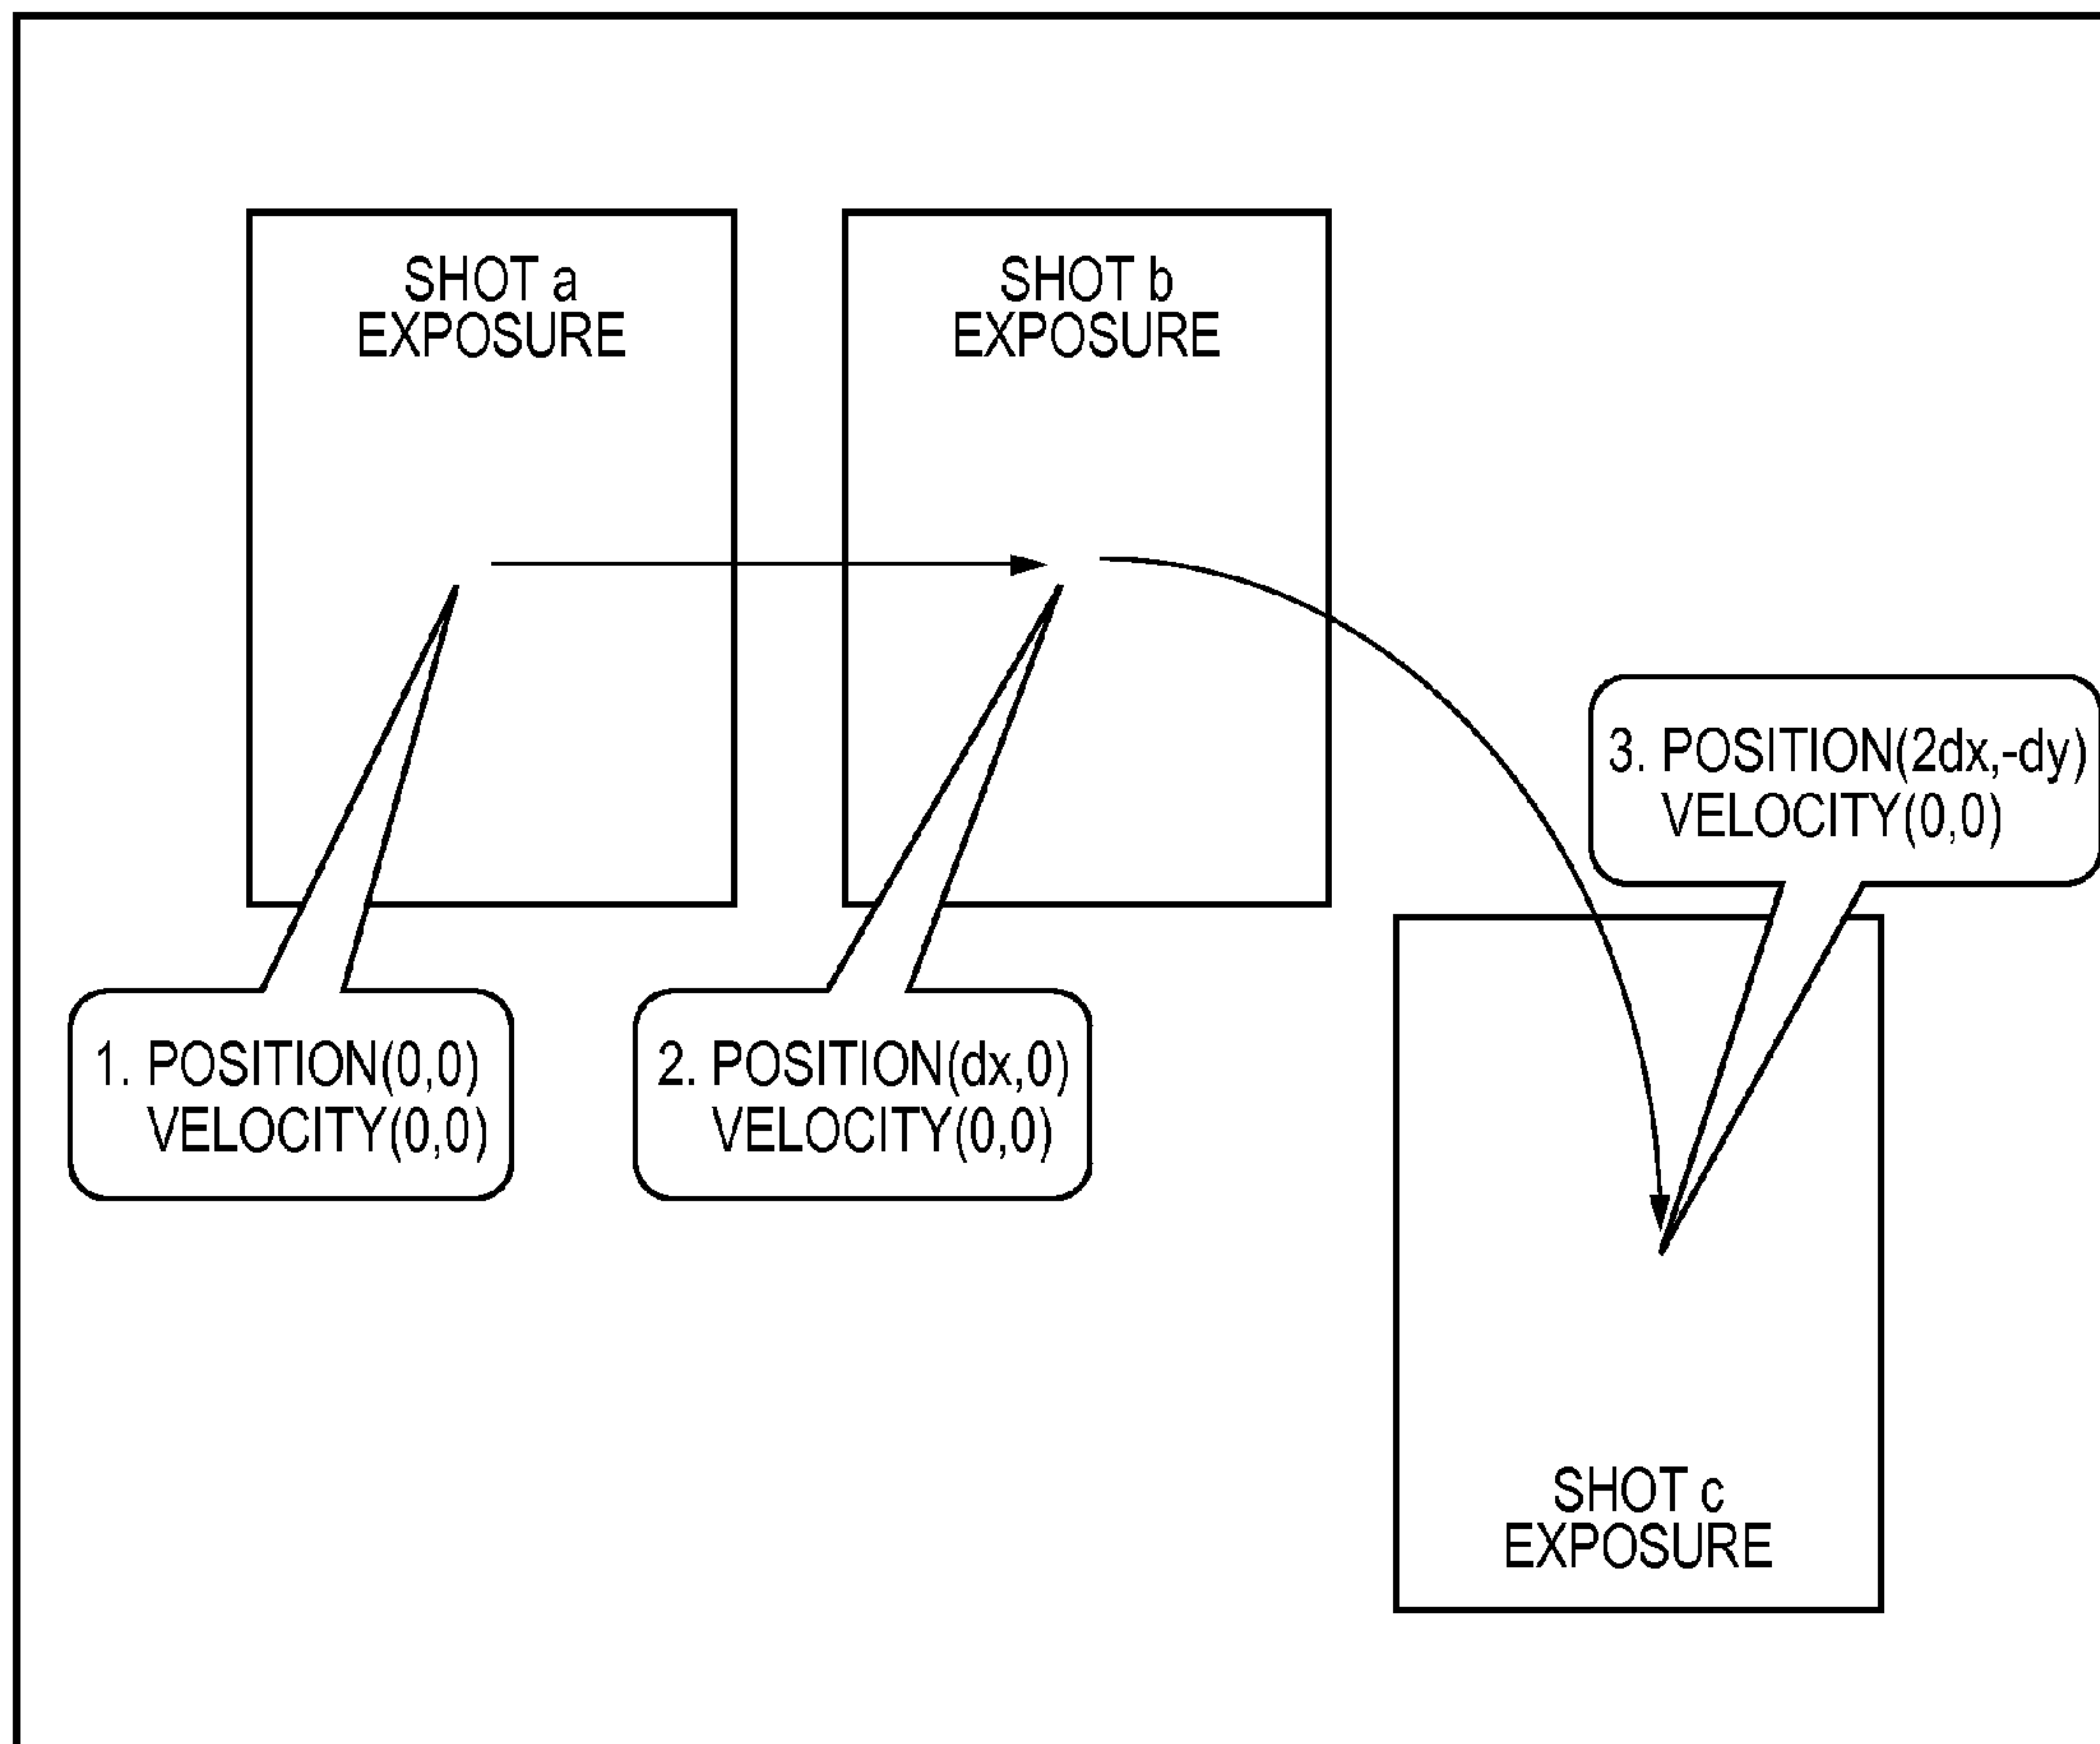 SHOT a
EXPOSURE
SHOT b
EXPOSURE
3. POSITION(2dx,-dy)
VELOCITY(0,0)
1. POSITION(0,0)
VELOCITY(0,0)
2. POSITION(dx,0)
VELOCITY(0,0)
SHOT c
EXPOSURE